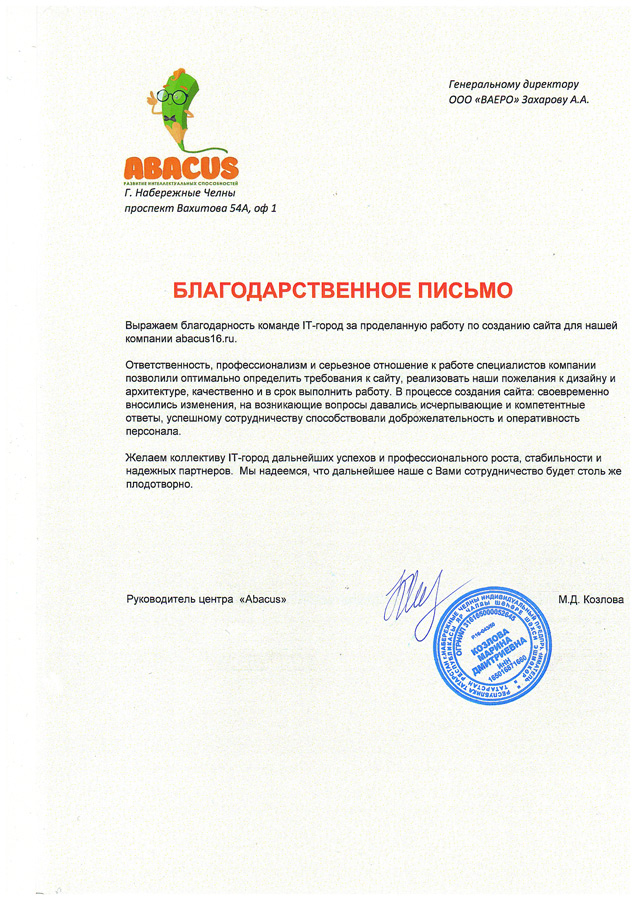 Генеральному директору
ООО «ВАЕРО» Захарову А.А.
ABACUS
РАЗВИТИЕ ИНТЕЛЛЕКТУАЛЬНЫХ СПОСОБНОСТЕЙ
Г. Набережные Челны
проспект Вахитова 54А, оф 1
БЛАГОДАРСТВЕННОЕ ПИСЬМО
Выражаем благодарность команде IT-город за проделанную работу по созданию сайта для нашей
компании abacus16.ru.
Ответственность, профессионализм и серьезное отношение к работе специалистов компании
позволили оптимально определить требования к сайту, реализовать наши пожелания к дизайну и
архитектуре, качественно и в срок выполнить работу. В процессе создания сайта: своевременно
вносились изменения, на возникающие вопросы давались исчерпывающие и компетентные
ответы, успешному сотрудничеству способствовали доброжелательность и оперативность
персонала.
Желаем коллективу IT-город дальнейших успехов и профессионального роста, стабильности и
надежных партнеров. Мы надеемся, что дальнейшее наше с Вами сотрудничество будет столь же
плодотворно.
Руководитель центра «Abacus»
М.Д. Козлова
КОЗЛОВА
МАРИНА
ДМИТРИЕВНА
ИНН